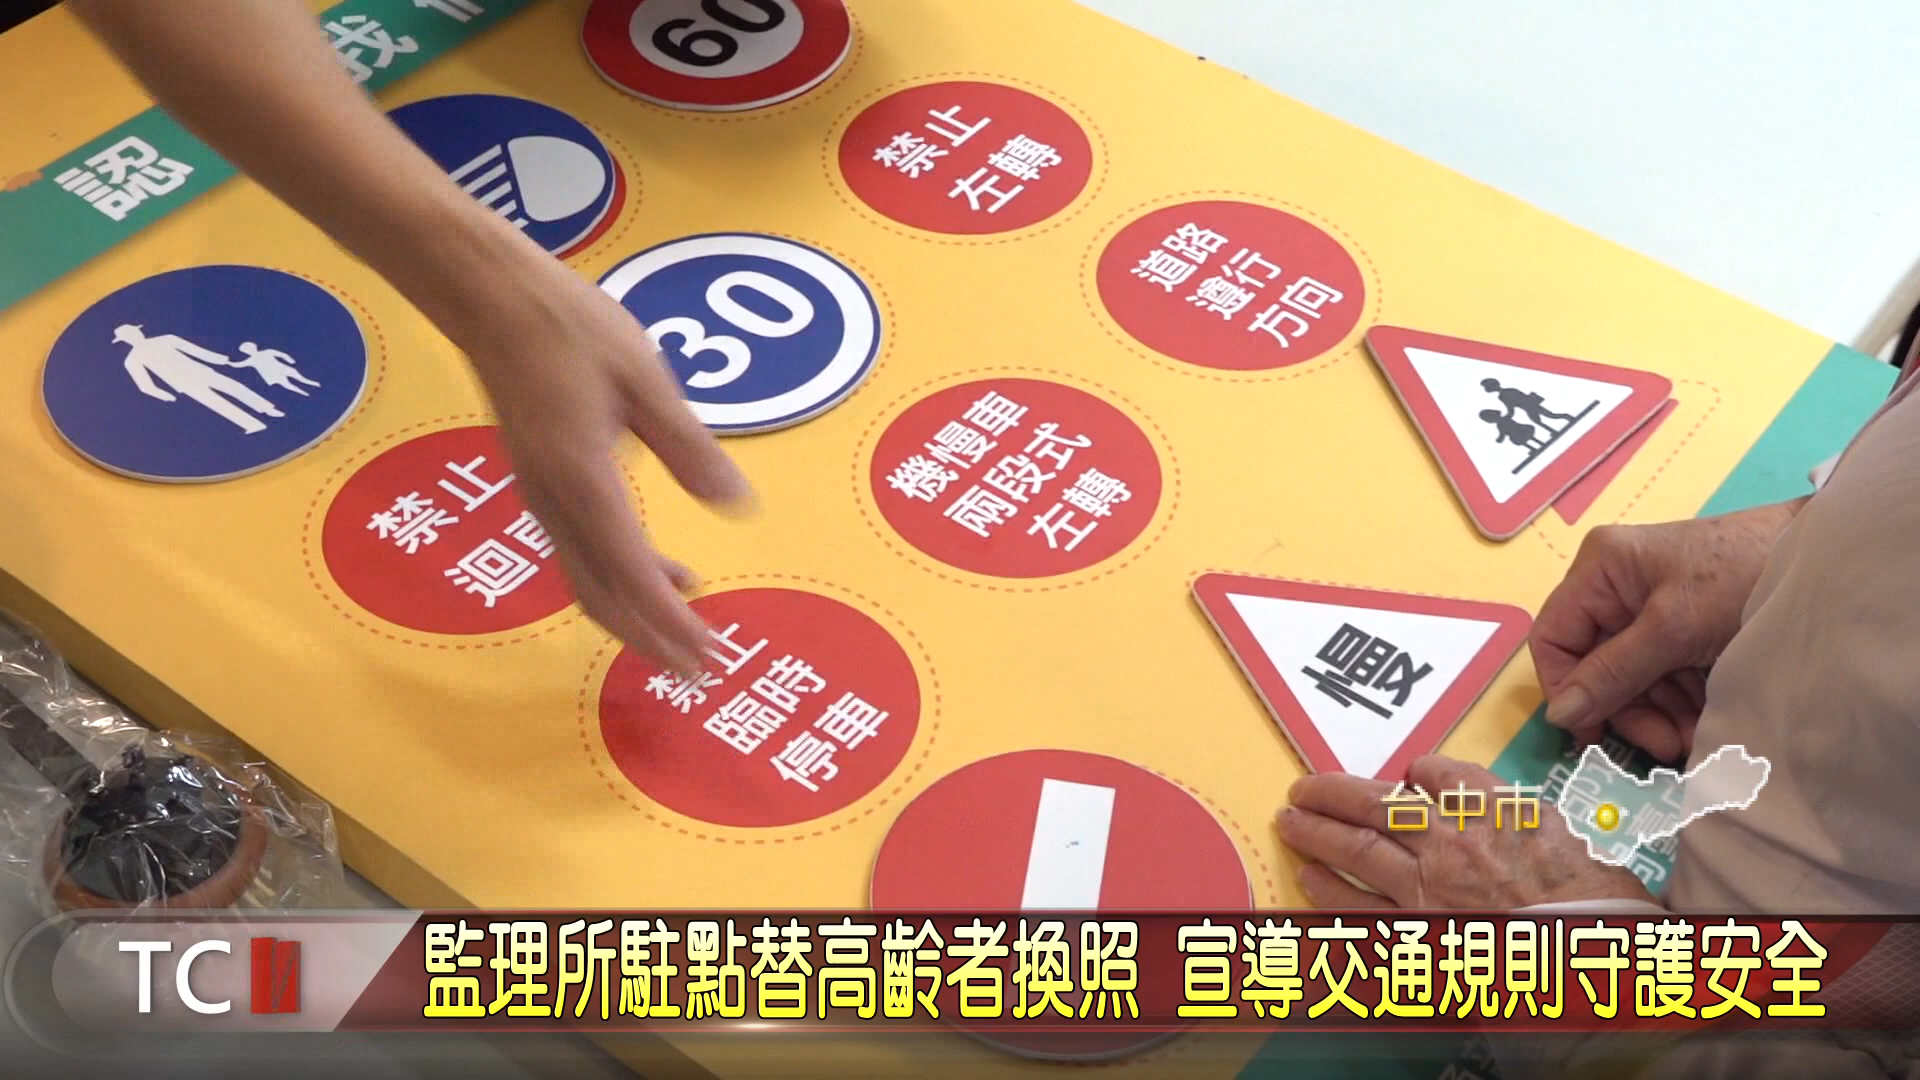 認
我
60
禁止
左轉
道路
遵行
方向
30
機慢車
兩段式
左轉
禁止
迴車
禁止
臨時
停車
慢
台中市
TC
監理所駐點替高齡者換照 宣導交通規則守護安全